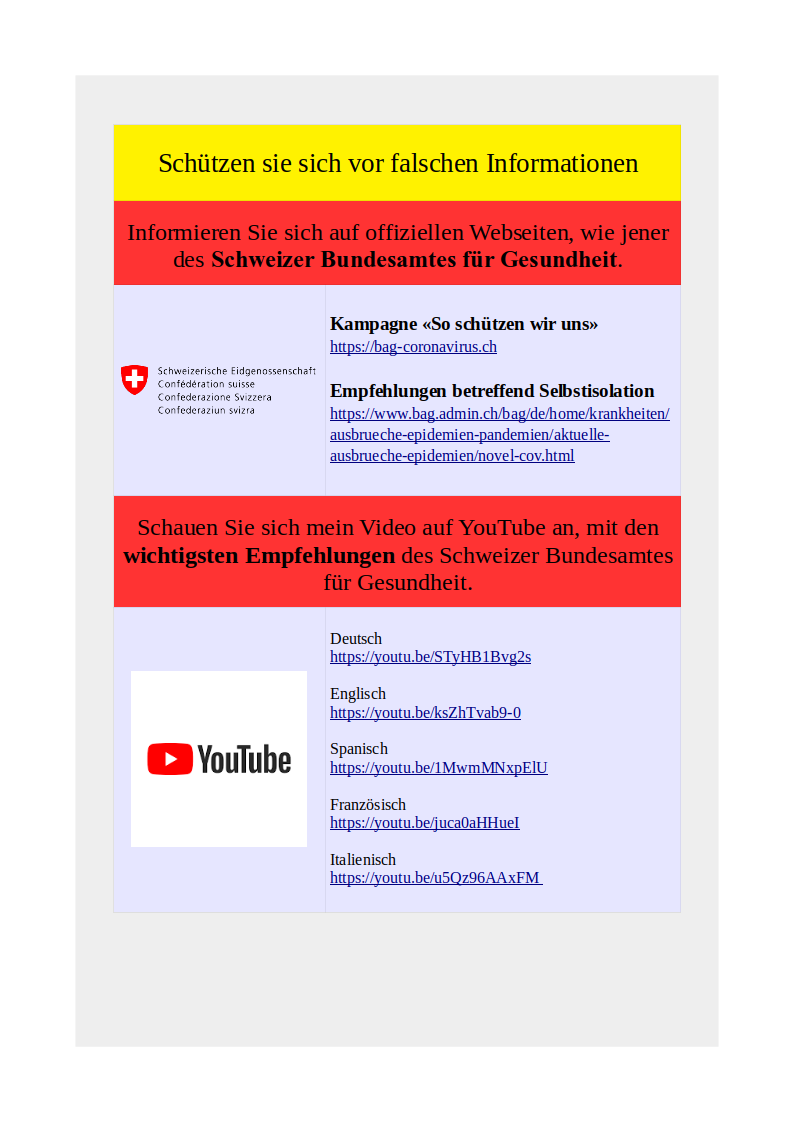 Schützen sie sich vor falschen Informationen
Informieren Sie sich auf offiziellen Webseiten, wie jener
des Schweizer Bundesamtes für Gesundheit.
Schweizerische Eidgenossenschaft
Confédération suisse
Confederazione Svizzera
Confederaziun svizra
Kampagne «So schützen wir uns»
https://bag-coronavirus.ch
Empfehlungen betreffend Selbstisolation
https://www.bag.admin.ch/bag/de/home/krankheiten/
ausbrueche-epidemien-pandemien/aktuelle-
ausbrueche-epidemien/novel-cov.html
Schauen Sie sich mein Video auf YouTube an, mit den
wichtigsten Empfehlungen des Schweizer Bundesamtes
für Gesundheit.
YouTube
Deutsch
https://youtu.be/STyHB1Bvg2s
Englisch
https://youtu.be/ksZhTvab9-0
Spanisch
https://youtu.be/1MwmMNxpElU
Französisch
https://youtu.be/juca0aHHueI
Italienisch
https://youtu.be/u5Qz96AAxFM